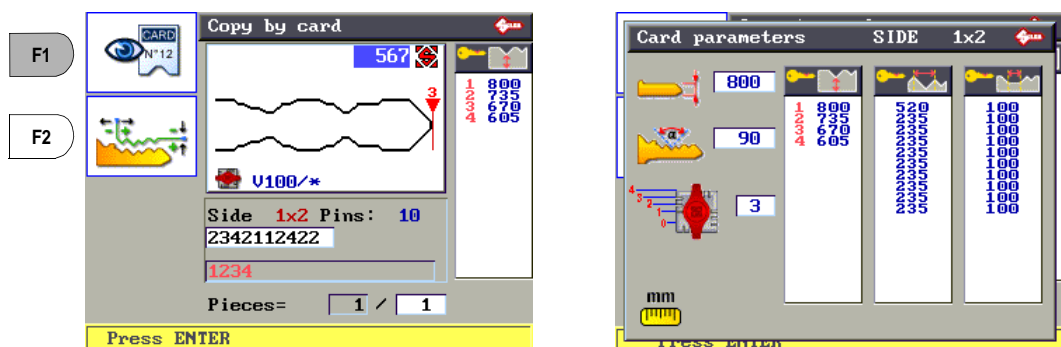 F1
F2
CARD
N°12
Copy by card
567
3
V100/*
1 800
2 735
3 670
4 605
Side 1x2 Pins: 10
2342112422
1234
Pieces= 1 / 1
Press ENTER
Card parameters SIDE 1x2
800
α
90
4
3
2
1
0
3
mm
1 800 520 100
2 735 235 100
3 670 235 100
4 605 235 100
235 100
235 100
235 100
235 100
235 100
235 100
Press ENTER